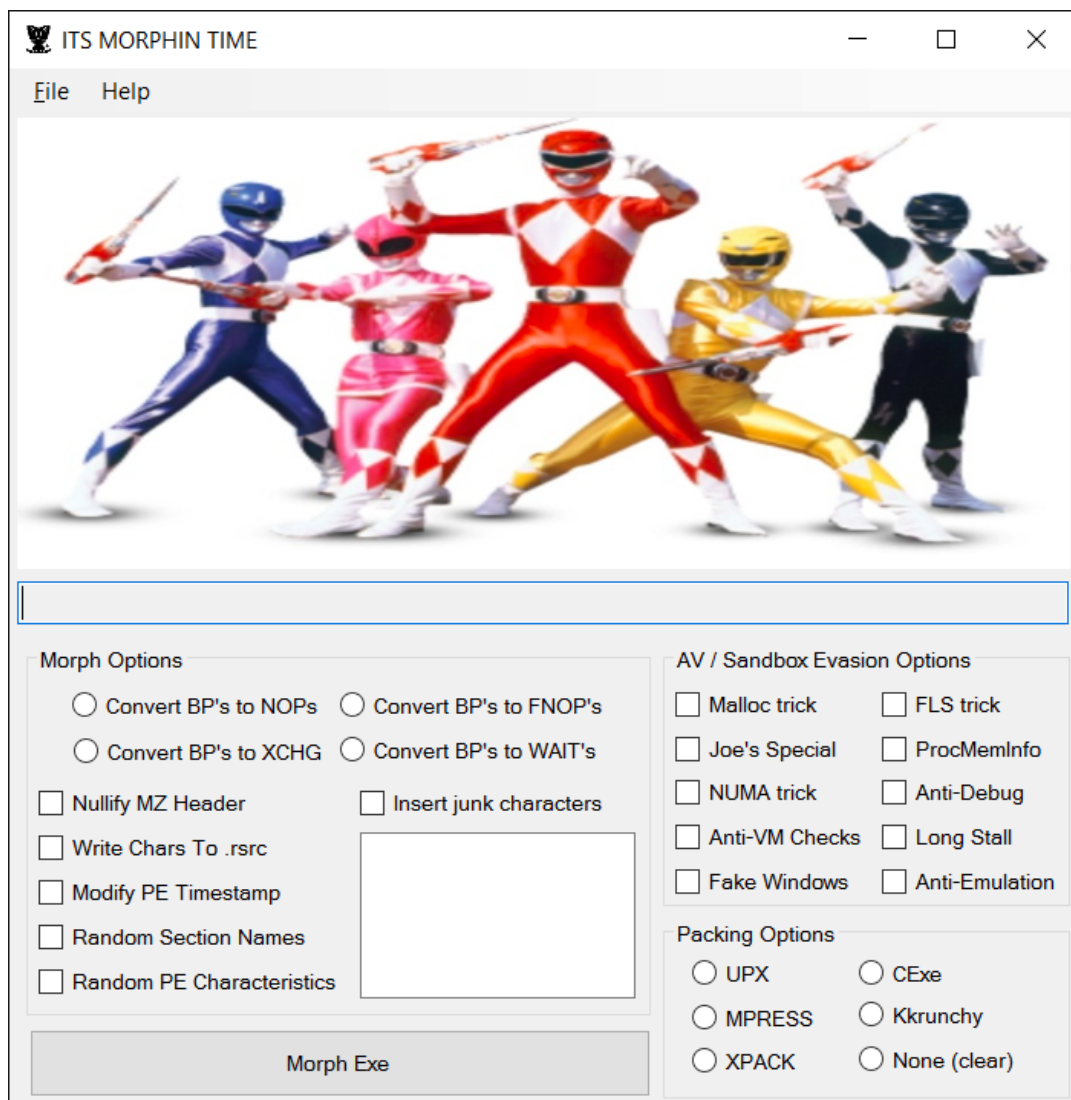 ITS MORPHIN TIME
File Help
Morph Options
Convert BP's to NOPs Convert BP's to FNOP's
Convert BP's to XCHG Convert BP's to WAIT's
Nullify MZ Header Insert junk characters
Write Chars To .rsrc
Modify PE Timestamp
Random Section Names
Random PE Characteristics
Morph Exe
AV / Sandbox Evasion Options
Malloc trick FLS trick
Joe's Special ProcMemInfo
NUMA trick Anti-Debug
Anti-VM Checks Long Stall
Fake Windows Anti-Emulation
Packing Options
UPX CExe
MPRESS Kkrunchy
XPACK None (clear)